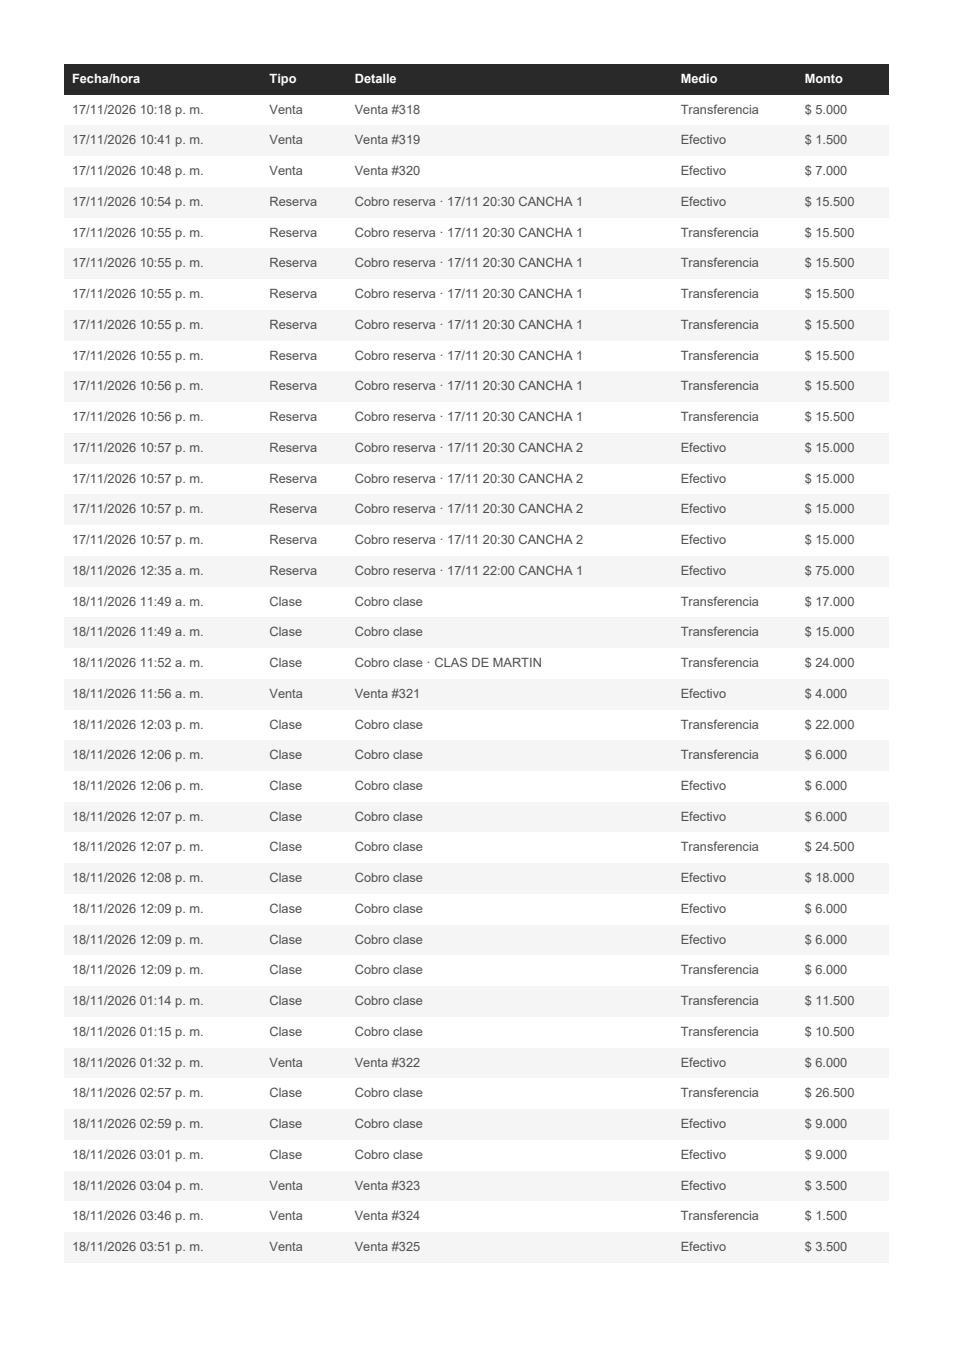 Fecha/hora Tipo Detalle Medio Monto
17/11/2026 10:18 p. m. Venta Venta #318 Transferencia $ 5.000
17/11/2026 10:41 p. m. Venta Venta #319 Efectivo $ 1.500
17/11/2026 10:48 p. m. Venta Venta #320 Efectivo $ 7.000
17/11/2026 10:54 p. m. Reserva Cobro reserva · 17/11 20:30 CANCHA 1 Efectivo $ 15.500
17/11/2026 10:55 p. m. Reserva Cobro reserva · 17/11 20:30 CANCHA 1 Transferencia $ 15.500
17/11/2026 10:55 p. m. Reserva Cobro reserva · 17/11 20:30 CANCHA 1 Transferencia $ 15.500
17/11/2026 10:55 p. m. Reserva Cobro reserva · 17/11 20:30 CANCHA 1 Transferencia $ 15.500
17/11/2026 10:55 p. m. Reserva Cobro reserva · 17/11 20:30 CANCHA 1 Transferencia $ 15.500
17/11/2026 10:55 p. m. Reserva Cobro reserva · 17/11 20:30 CANCHA 1 Transferencia $ 15.500
17/11/2026 10:56 p. m. Reserva Cobro reserva · 17/11 20:30 CANCHA 1 Transferencia $ 15.500
17/11/2026 10:56 p. m. Reserva Cobro reserva · 17/11 20:30 CANCHA 1 Transferencia $ 15.500
17/11/2026 10:57 p. m. Reserva Cobro reserva · 17/11 20:30 CANCHA 2 Efectivo $ 15.000
17/11/2026 10:57 p. m. Reserva Cobro reserva · 17/11 20:30 CANCHA 2 Efectivo $ 15.000
17/11/2026 10:57 p. m. Reserva Cobro reserva · 17/11 20:30 CANCHA 2 Efectivo $ 15.000
17/11/2026 10:57 p. m. Reserva Cobro reserva · 17/11 20:30 CANCHA 2 Efectivo $ 15.000
18/11/2026 12:35 a. m. Reserva Cobro reserva · 17/11 22:00 CANCHA 1 Efectivo $ 75.000
18/11/2026 11:49 a. m. Clase Cobro clase Transferencia $ 17.000
18/11/2026 11:49 a. m. Clase Cobro clase Transferencia $ 15.000
18/11/2026 11:52 a. m. Clase Cobro clase · CLAS DE MARTIN Transferencia $ 24.000
18/11/2026 11:56 a. m. Venta Venta #321 Efectivo $ 4.000
18/11/2026 12:03 p. m. Clase Cobro clase Transferencia $ 22.000
18/11/2026 12:06 p. m. Clase Cobro clase Transferencia $ 6.000
18/11/2026 12:06 p. m. Clase Cobro clase Efectivo $ 6.000
18/11/2026 12:07 p. m. Clase Cobro clase Efectivo $ 6.000
18/11/2026 12:07 p. m. Clase Cobro clase Transferencia $ 24.500
18/11/2026 12:08 p. m. Clase Cobro clase Efectivo $ 18.000
18/11/2026 12:09 p. m. Clase Cobro clase Efectivo $ 6.000
18/11/2026 12:09 p. m. Clase Cobro clase Efectivo $ 6.000
18/11/2026 12:09 p. m. Clase Cobro clase Transferencia $ 6.000
18/11/2026 01:14 p. m. Clase Cobro clase Transferencia $ 11.500
18/11/2026 01:15 p. m. Clase Cobro clase Transferencia $ 10.500
18/11/2026 01:32 p. m. Venta Venta #322 Efectivo $ 6.000
18/11/2026 02:57 p. m. Clase Cobro clase Transferencia $ 26.500
18/11/2026 02:59 p. m. Clase Cobro clase Efectivo $ 9.000
18/11/2026 03:01 p. m. Clase Cobro clase Efectivo $ 9.000
18/11/2026 03:04 p. m. Venta Venta #323 Efectivo $ 3.500
18/11/2026 03:46 p. m. Venta Venta #324 Transferencia $ 1.500
18/11/2026 03:51 p. m. Venta Venta #325 Efectivo $ 3.500